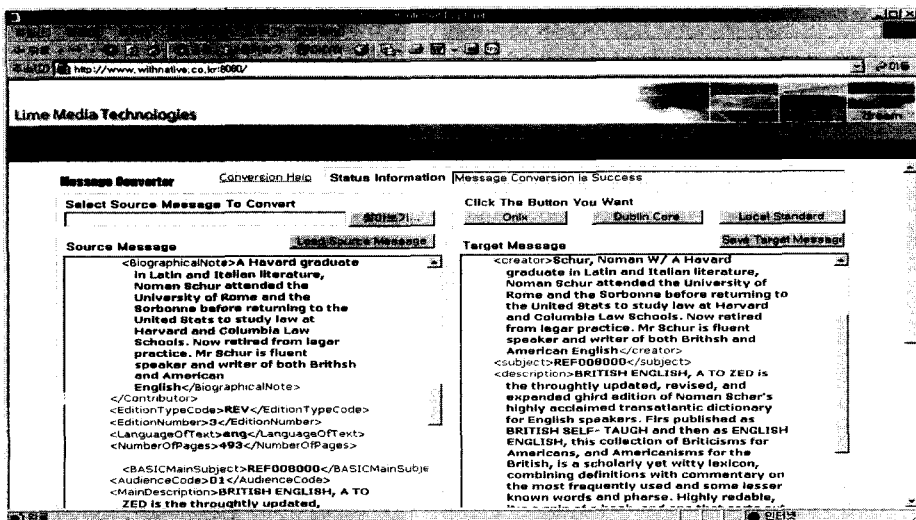 http://www.withnative.co.kr:8080/
Lime Media Technologies
Message Converter
Conversion Help
Status Information
Message Conversion is Success
Select Source Message To Convert
찾아보기...
Click The Button You Want
Onix
Dublin Core
Local Standard
Source Message
Load Source Message
Target Message
Save Target Message
<BiographicalNote>A Havard graduate
in Latin and Italian literature,
Noman Schur attended the
University of Rome and the
Sorbonne before returning to the
United Stats to study law at
Harvard and Columbia Law
Schools. Now retired from legar
practice. Mr Schur is fluent
speaker and writer of both Brithsh
and American
English</BiographicalNote>
</Contributor>
<EditionTypeCode>REV</EditionTypeCode>
<EditionNumber>3</EditionNumber>
<LanguageOfText>ang</LanguageOfText>
<NumberOfPages>493</NumberOfPages>
<BASICMainSubject>REF008000</BASICMainSubje
<AudienceCode>01</AudienceCode>
<MainDescription>BRITISH ENGLISH, A TO
ZED is the throughtly updated,
<creator>Schur, Noman W/ A Havard
graduate in Latin and Italian literature,
Noman Schur attended the University of
Rome and the Sorbonne before returning to
the United Stats to study law at Harvard
and Columbia Law Schools. Now retired
from legar practice. Mr Schur is fluent
speaker and writer of both Brithsh and
American English</creator>
<subject>REF008000</subject>
<description>BRITISH ENGLISH, A TO ZED is
the throughtly updated, revised, and
expanded ghird edition of Noman Scher's
highly acclaimed transatlantic dictionary
for English speakers. Firs published as
BRITISH SELF- TAUGH and then as ENGLISH
ENGLISH, this collection of Briticisms for
Americans, and Americanisms for the
British, is a scholarly yet witty lexicon,
combining definitions with commentary on
the most frequently used and some lesser
known words and pharse. Highly redable,